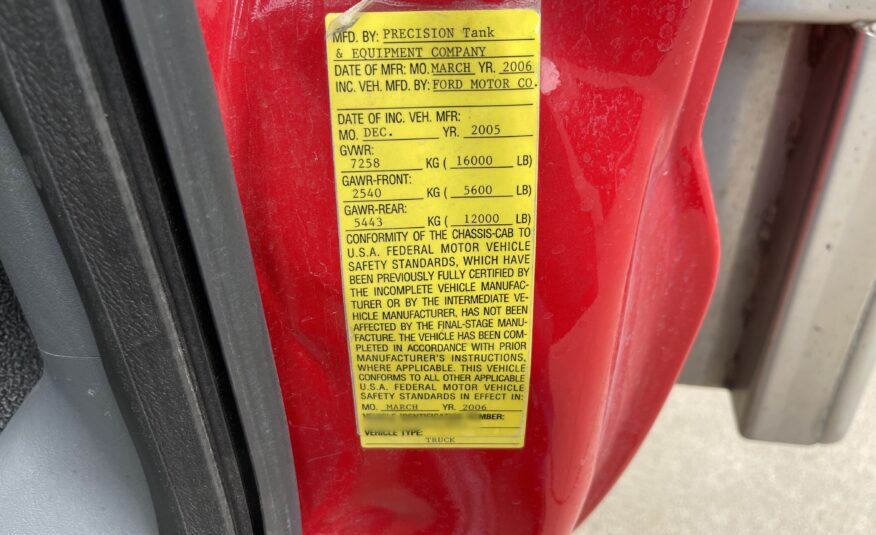 MFD. BY: PRECISION Tank
& EQUIPMENT COMPANY
DATE OF MFR: MO. MARCH YR. 2006
INC. VEH. MFD. BY: FORD MOTOR CO.
DATE OF INC. VEH. MFR:
MO. DEC. YR. 2005
GVWR:
7258 KG ( 16000 LB)
GAWR-FRONT:
2540 KG ( 5600 LB)
GAWR-REAR:
5443 KG ( 12000 LB)
CONFORMITY OF THE CHASSIS-CAB TO
U.S.A. FEDERAL MOTOR VEHICLE
SAFETY STANDARDS, WHICH HAVE
BEEN PREVIOUSLY FULLY CERTIFIED BY
THE INCOMPLETE VEHICLE MANUFAC-
TURER OR BY THE INTERMEDIATE VE-
HICLE MANUFACTURER, HAS NOT BEEN
AFFECTED BY THE FINAL-STAGE MANU-
FACTURE. THE VEHICLE HAS BEEN COM-
PLETED IN ACCORDANCE WITH PRIOR
MANUFACTURER'S INSTRUCTIONS,
WHERE APPLICABLE. THIS VEHICLE
CONFORMS TO ALL OTHER APPLICABLE
U.S.A. FEDERAL MOTOR VEHICLE
SAFETY STANDARDS IN EFFECT IN:
MO. MARCH YR. 2006
VEHICLE IDENTIFICATION NUMBER:
VEHICLE TYPE:
TRUCK